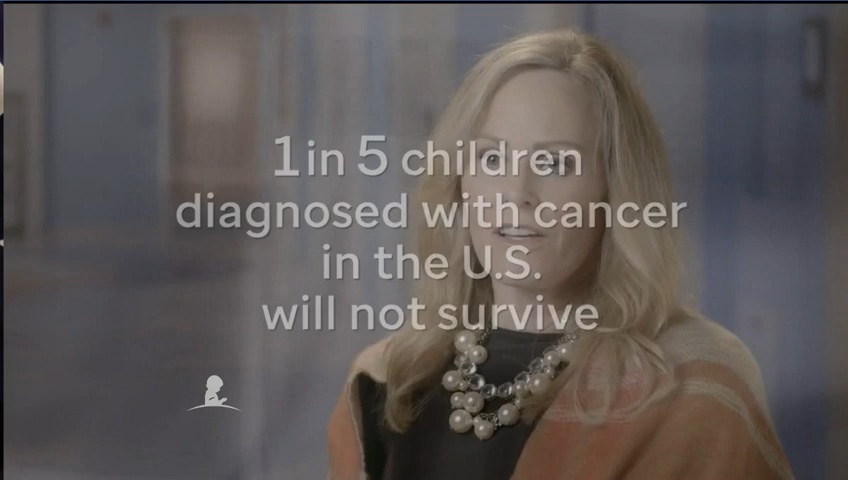 1 in 5 children
diagnosed with cancer
in the U.S.
will not survive